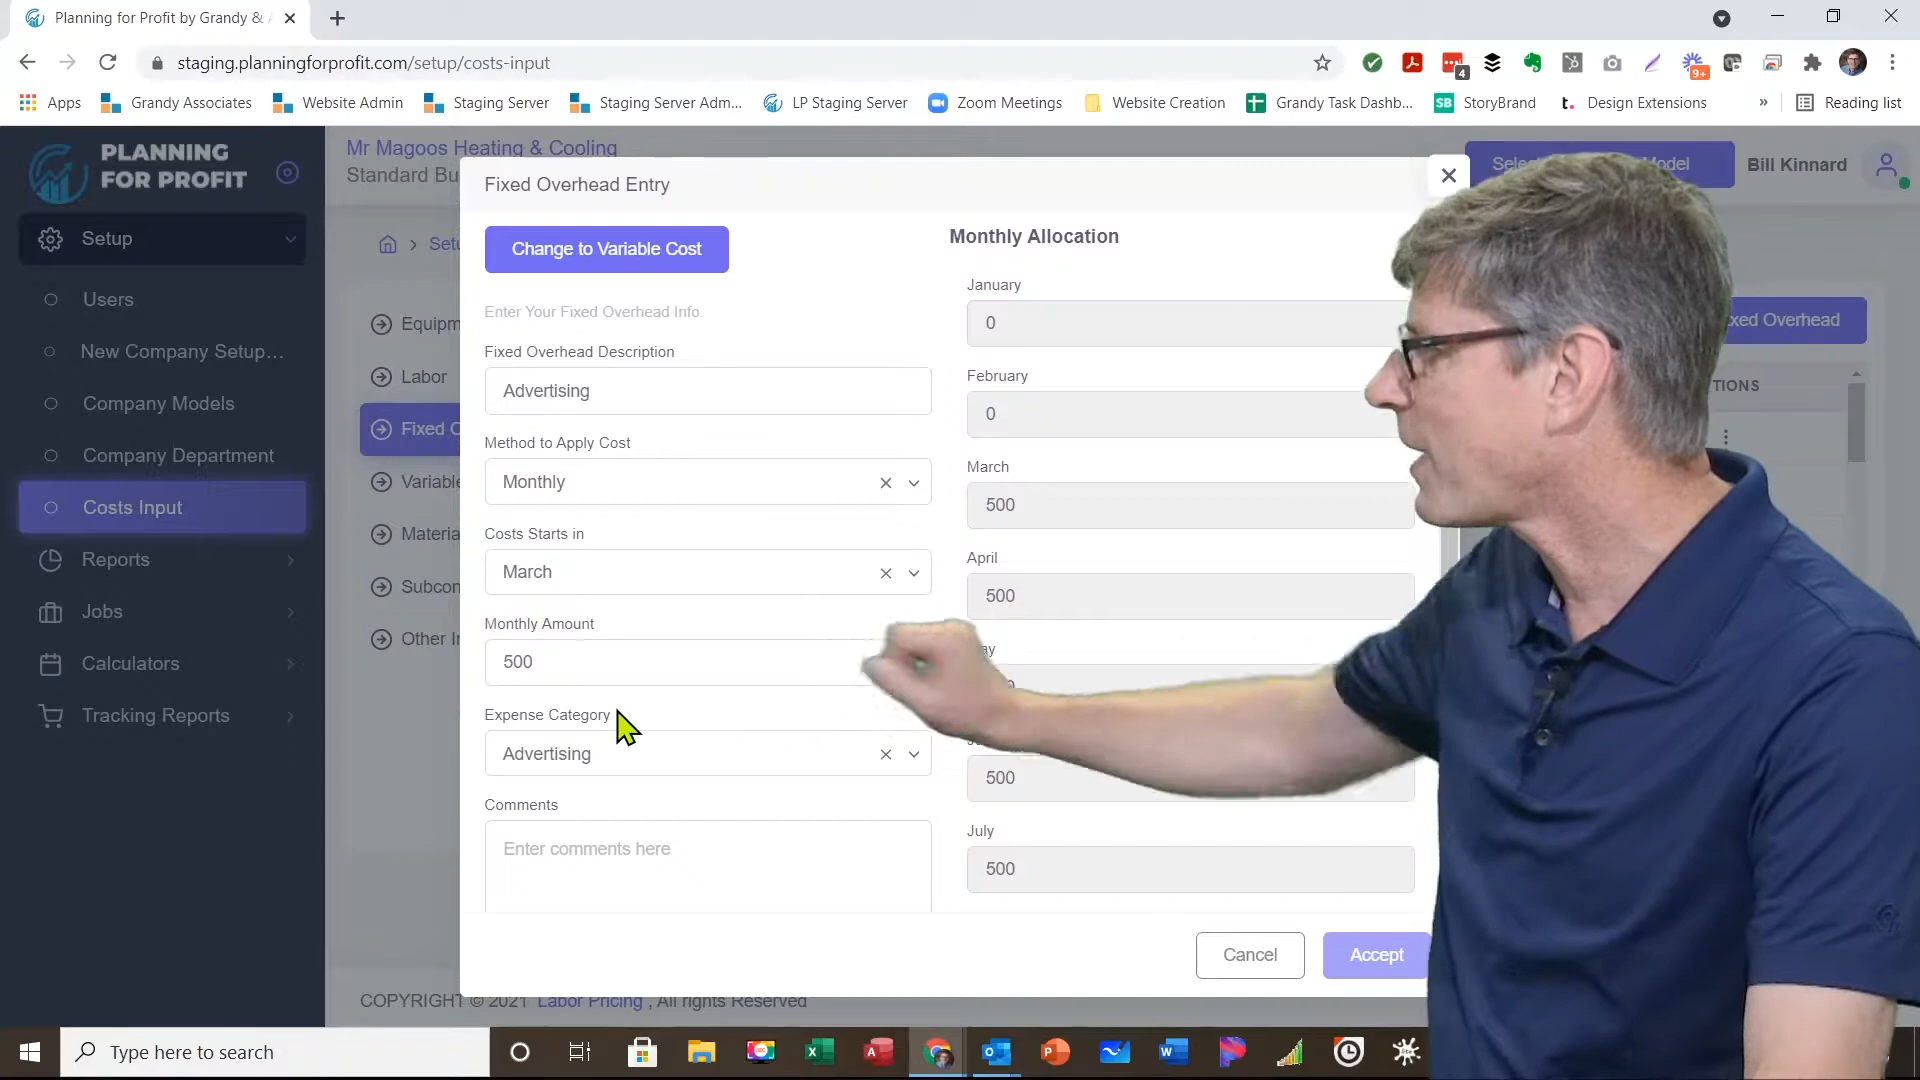 Planning for Profit by Grandy &
staging.planningforprofit.com/setup/costs-input
4
9+
Apps
Grandy Associates
Website Admin
Staging Server
Staging Server Adm...
LP Staging Server
Zoom Meetings
Website Creation
Grandy Task Dashb...
SB StoryBrand
t. Design Extensions
»
Reading list
PLANNING
FOR PROFIT
Mr Magoos Heating & Cooling
Standard Bu
Model
Bill Kinnard
Setup
Users
New Company Setup...
Company Models
Company Department
Costs Input
Reports
Jobs
Calculators
Tracking Reports
Equipm
Labor
Fixed
Variable
Materia
Subcon
Other
Fixed Overhead Entry
Change to Variable Cost
Enter Your Fixed Overhead Info.
Fixed Overhead Description
Advertising
Method to Apply Cost
Monthly
Costs Starts in
March
Monthly Amount
500
Expense Category
Advertising
Comments
Enter comments here
Monthly Allocation
January
0
February
0
March
500
April
500
500
July
500
Cancel
Accept
xed Overhead
TIONS
COPYRIGHT © 2021 Labor Pricing , All rights Reserved
Type here to search